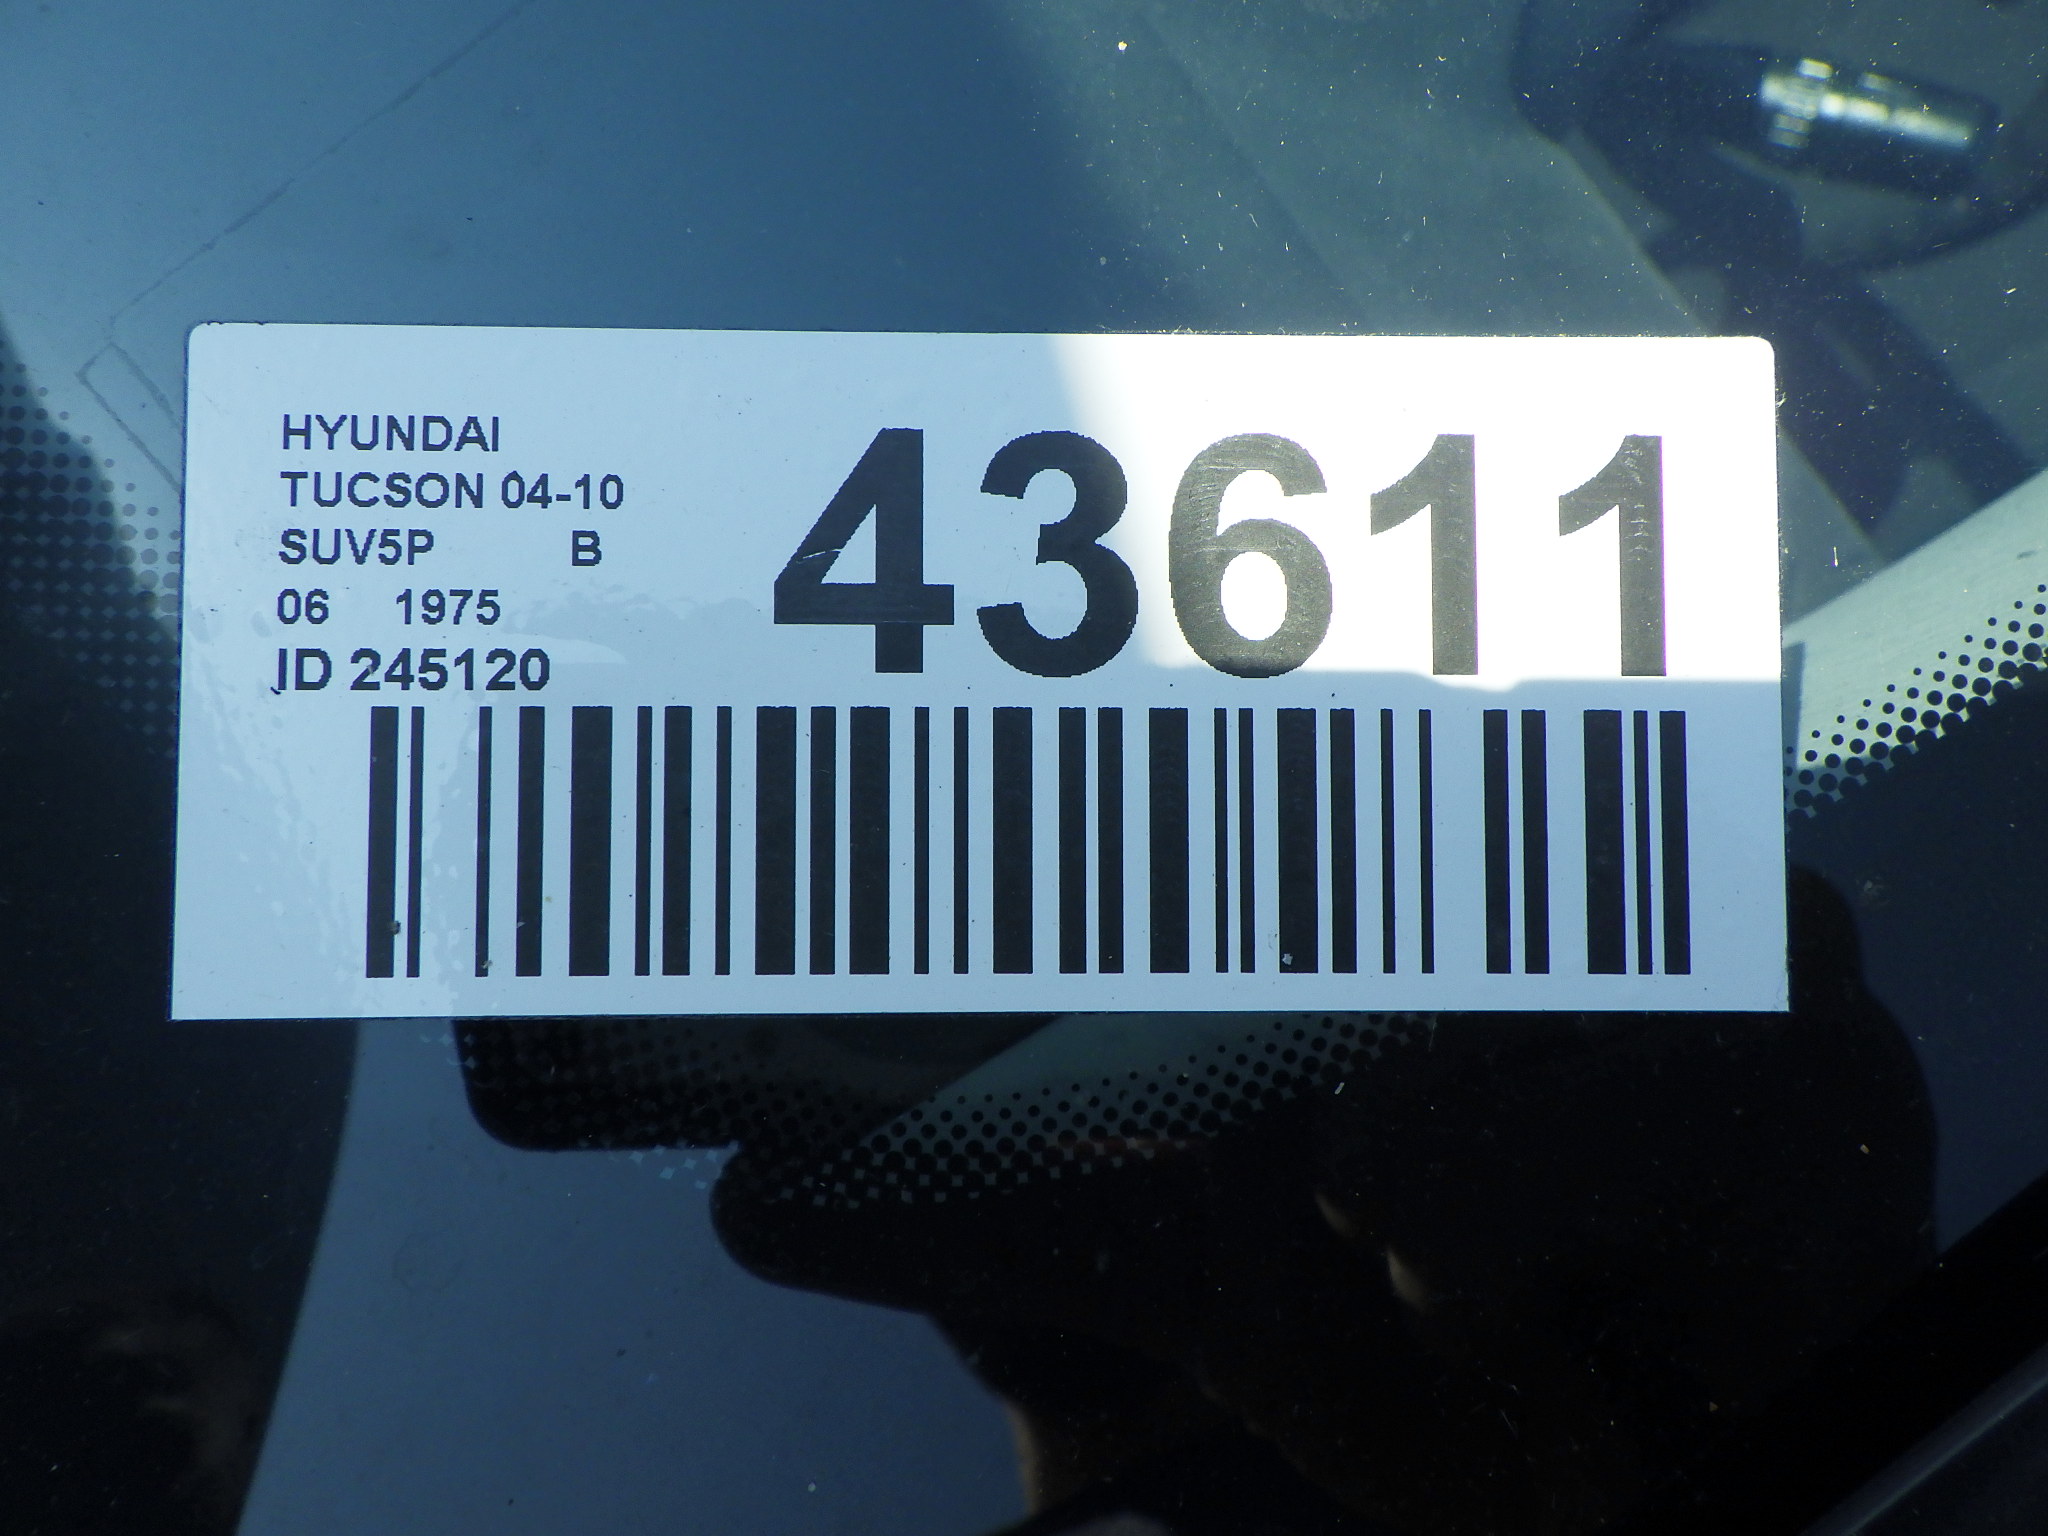 HYUNDAI
TUCSON 04-10
SUV5P B
06 1975
ID 245120
43611